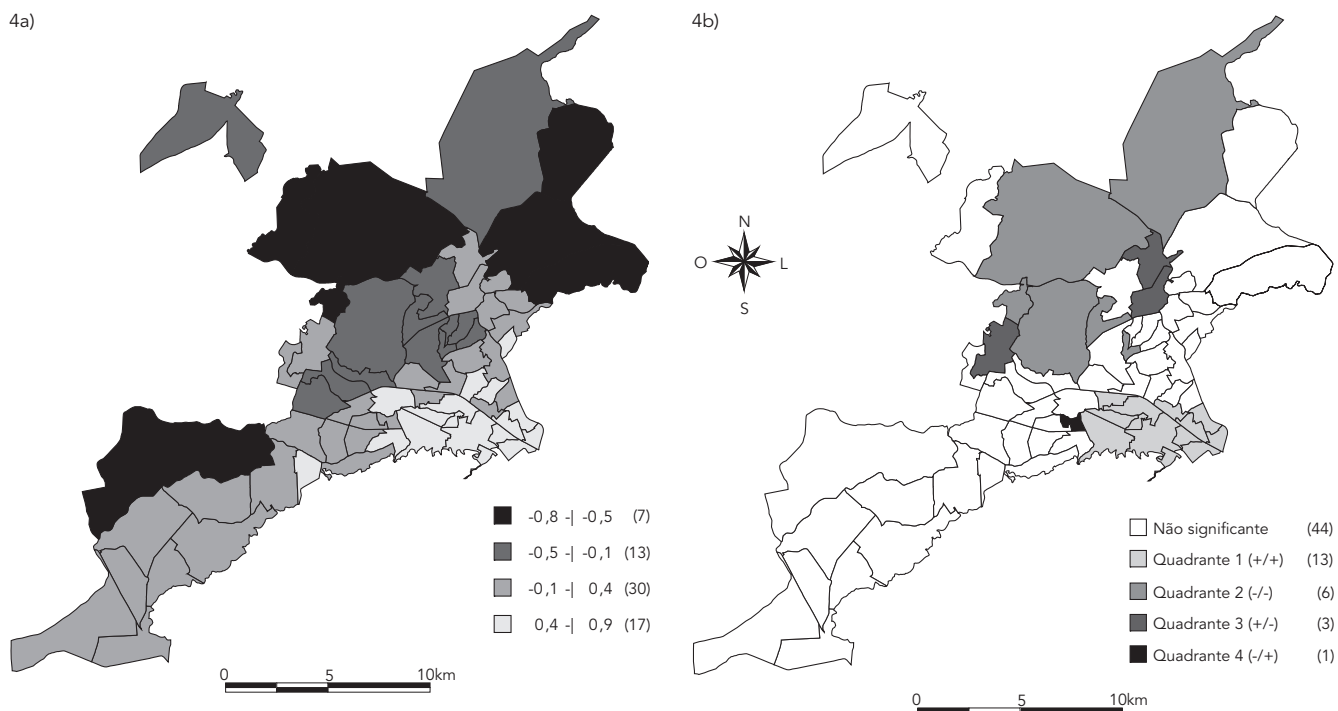 4a)
4b)
N
O
L
S
-0,8 -| -0,5 (7)
-0,5 -| -0,1 (13)
-0,1 -| 0,4 (30)
0,4 -| 0,9 (17)
0 5 10km
Não significante (44)
Quadrante 1 (+/+) (13)
Quadrante 2 (-/-) (6)
Quadrante 3 (+/-) (3)
Quadrante 4 (-/+) (1)
0 5 10km